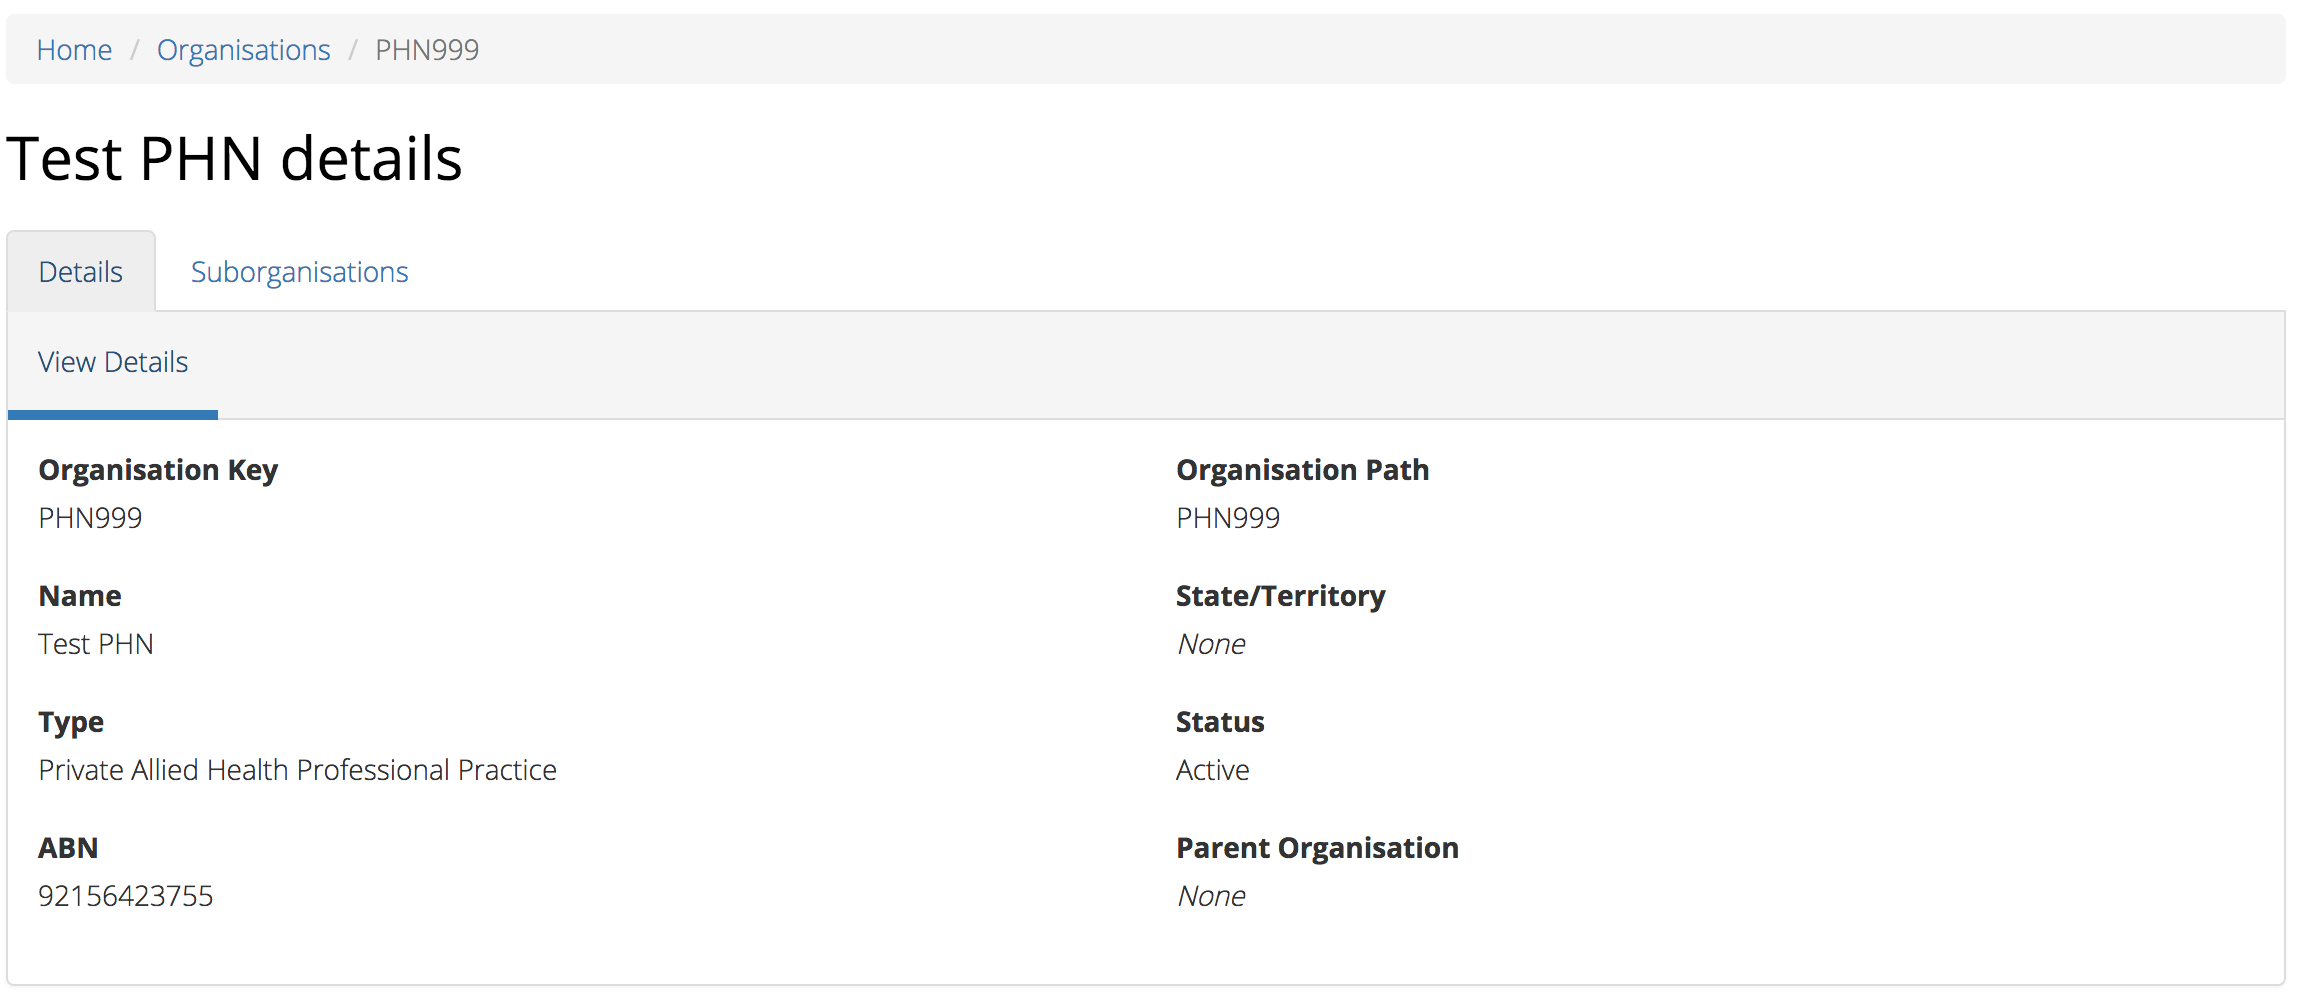 Home / Organisations / PHN999
Test PHN details
Details Suborganisations
View Details
Organisation Key
PHN999
Organisation Path
PHN999
Name
Test PHN
State/Territory
None
Type
Private Allied Health Professional Practice
Status
Active
ABN
92156423755
Parent Organisation
None